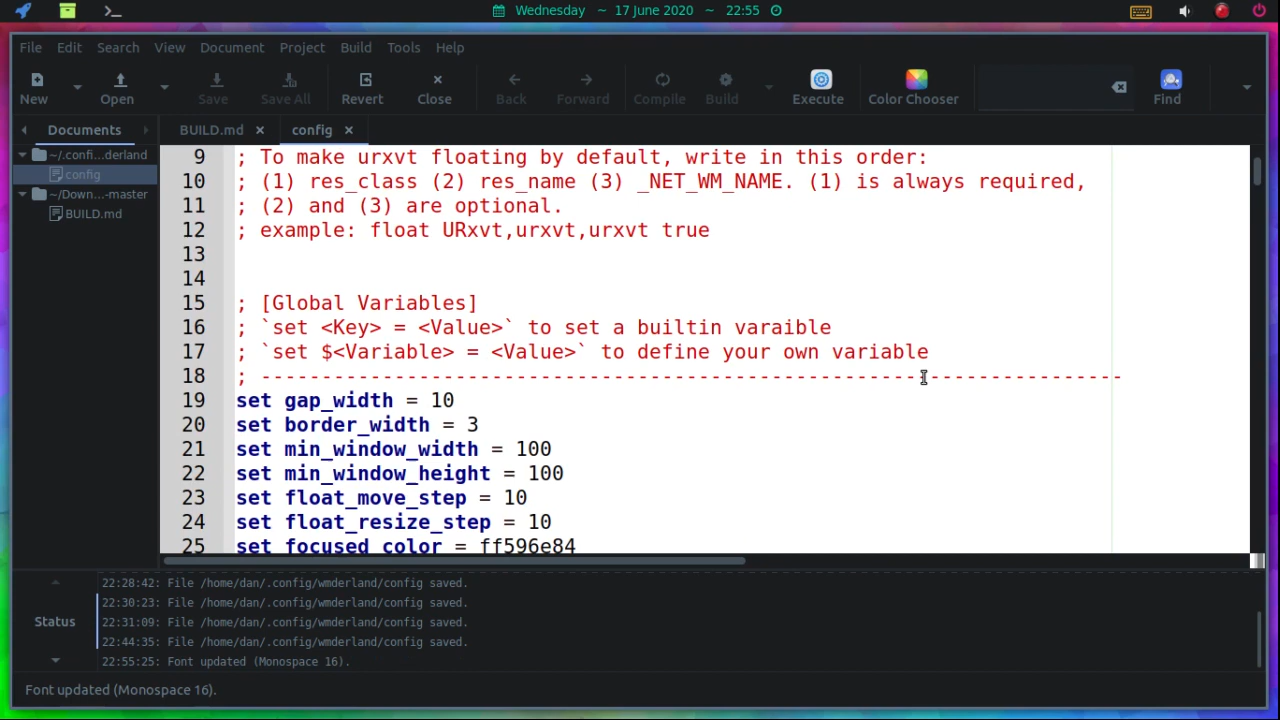 Wednesday ~ 17 June 2020 ~ 22:55
File Edit Search View Document Project Build Tools Help
New Open Save Save All Revert Close Back Forward Compile Build Execute Color Chooser Find
Documents BUILD.md config
~/.confi...derland
config
~/Down...-master
BUILD.md
9 ; To make urxvt floating by default, write in this order:
10 ; (1) res_class (2) res_name (3) _NET_WM_NAME. (1) is always required,
11 ; (2) and (3) are optional.
12 ; example: float URxvt,urxvt,urxvt true
13
14
15 ; [Global Variables]
16 ; `set <Key> = <Value>` to set a builtin varaible
17 ; `set $<Variable> = <Value>` to define your own variable
18 ; -----------------------------------------------------------------------
19 set gap_width = 10
20 set border_width = 3
21 set min_window_width = 100
22 set min_window_height = 100
23 set float_move_step = 10
24 set float_resize_step = 10
25 set focused_color = ff596e84
Status
22:28:42: File /home/dan/.config/wmderland/config saved.
22:30:23: File /home/dan/.config/wmderland/config saved.
22:31:09: File /home/dan/.config/wmderland/config saved.
22:44:35: File /home/dan/.config/wmderland/config saved.
22:55:25: Font updated (Monospace 16).
Font updated (Monospace 16).